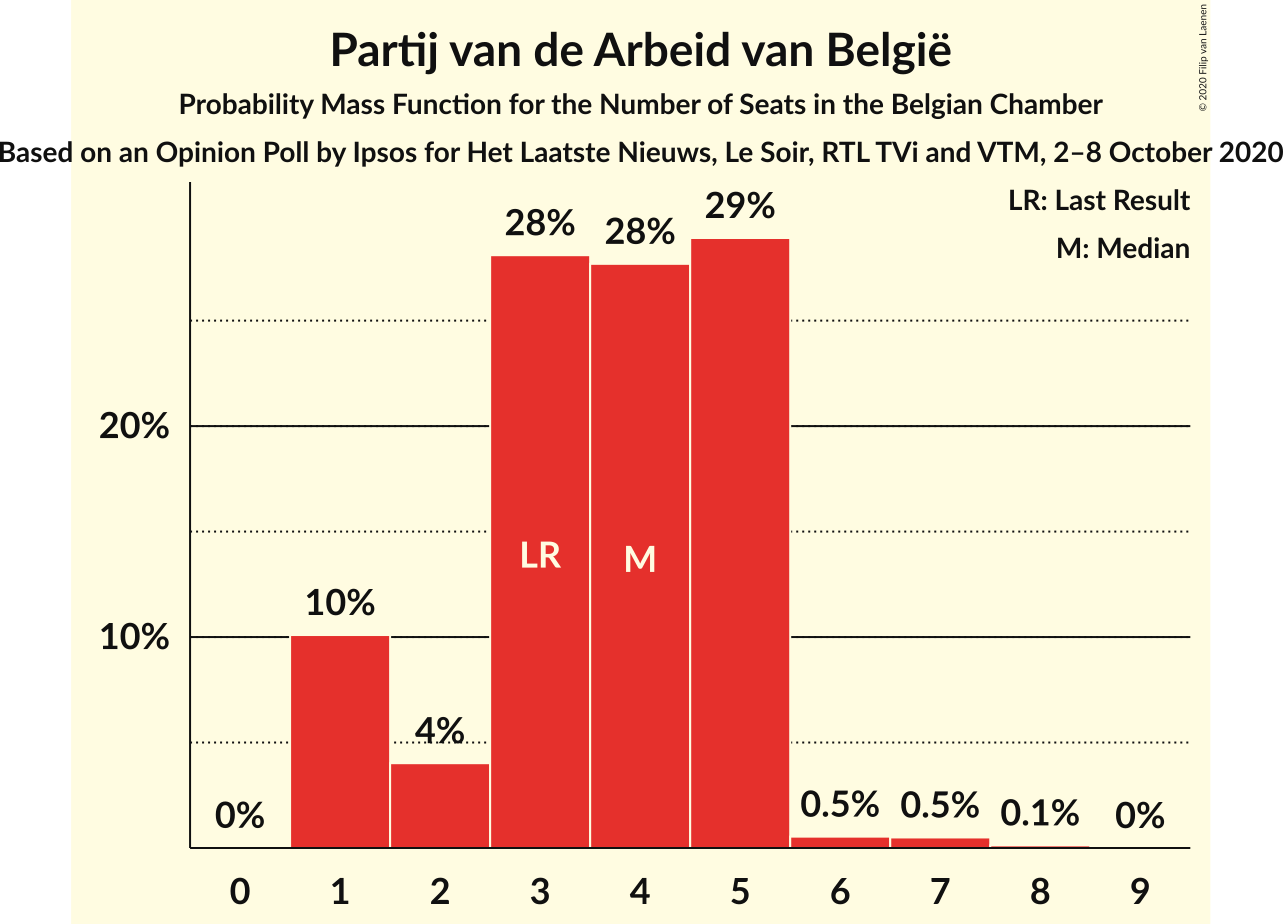 Partij van de Arbeid van België
Probability Mass Function for the Number of Seats in the Belgian Chamber
Based on an Opinion Poll by Ipsos for Het Laatste Nieuws, Le Soir, RTL TVi and VTM, 2–8 October 2020
© 2020 Filip van Laenen
LR: Last Result
M: Median
28% 28% 29%
20%
LR M
10%
10%
4%
0% 0.5% 0.5% 0.1% 0%
0 1 2 3 4 5 6 7 8 9